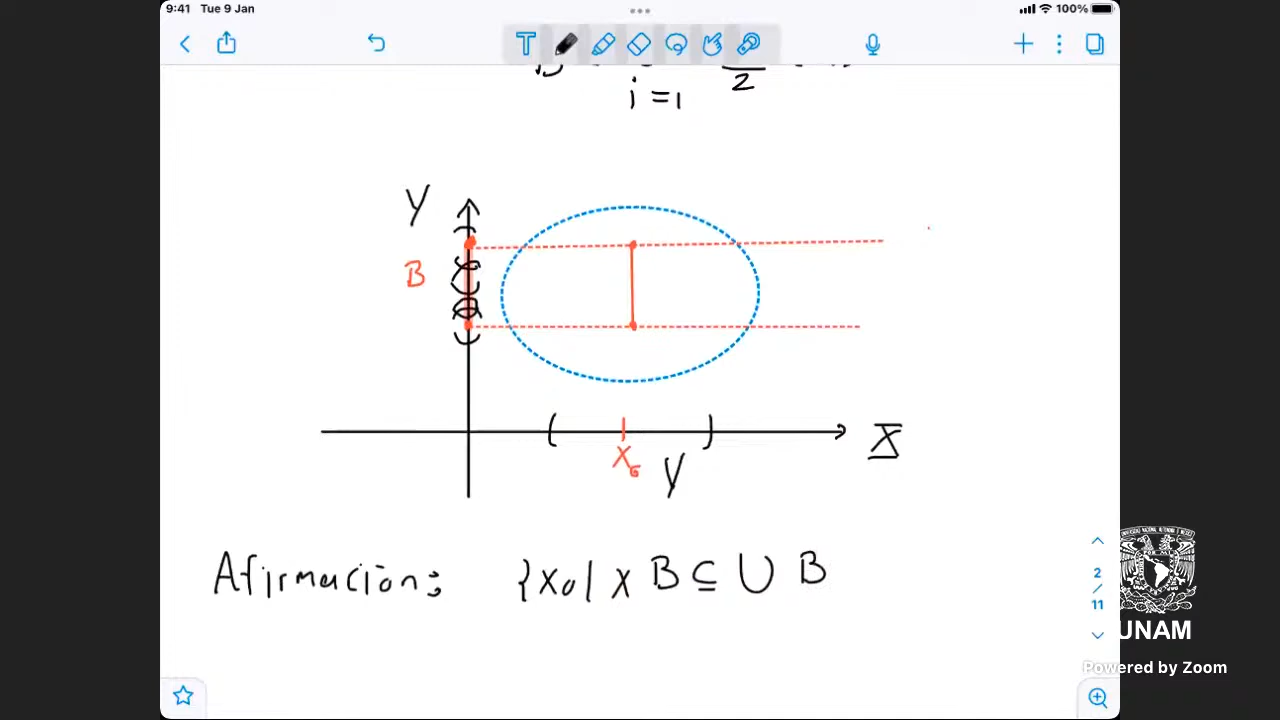 9:41 Tue 9 Jan
100%
T
2
i = 1
Y
B
X₀
Y
X
Afirmación: {x₀} x B ⊆ ∪ B
2
/
11
UNAM
Powered by Zoom